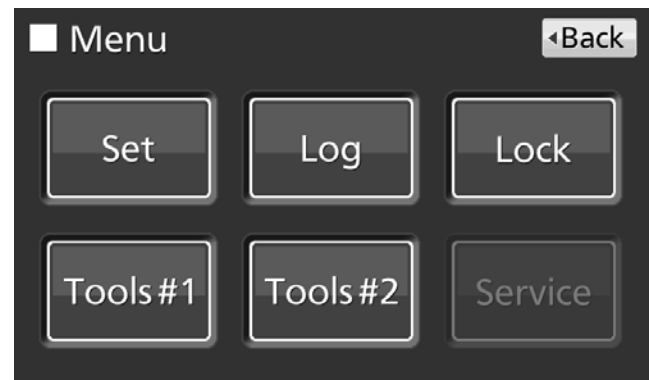 Menu
◂Back
Set
Log
Lock
Tools#1
Tools#2
Service